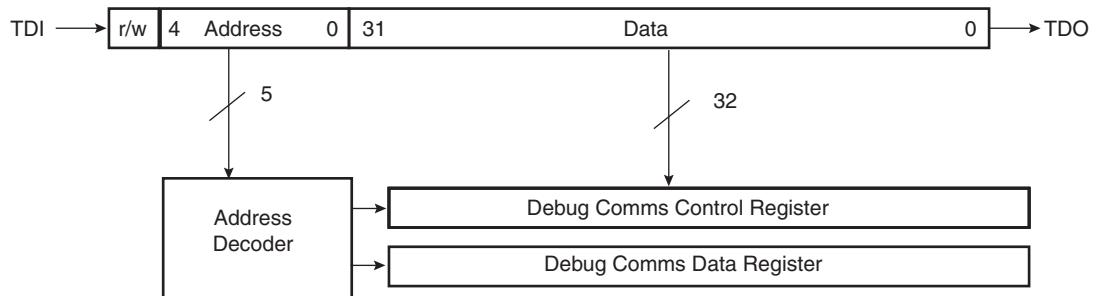 TDI r/w 4 Address 0 31 Data 0 TDO
5 32
Address
Decoder
Debug Comms Control Register
Debug Comms Data Register